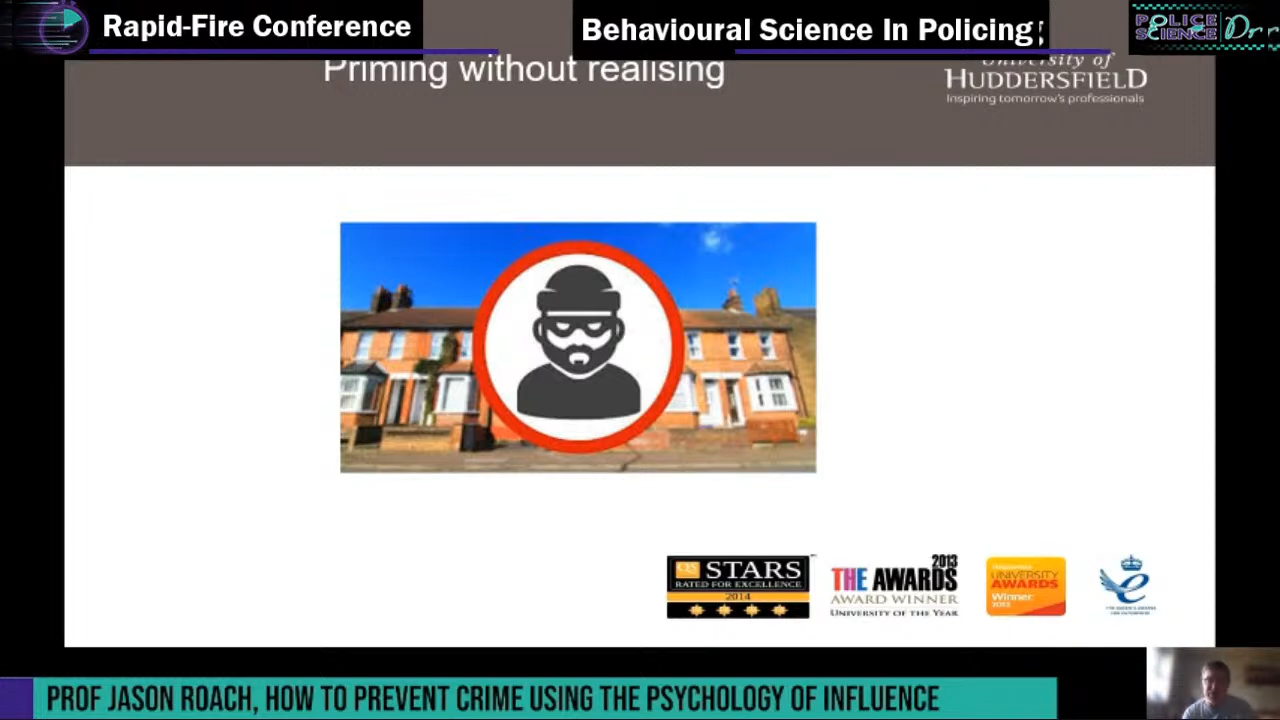 Rapid-Fire Conference
Behavioural Science In Policing
POLICE
SCIENCE
Dr
Priming without realising
University of
HUDDERSFIELD
Inspiring tomorrow's professionals
QS STARS
RATED FOR EXCELLENCE
2014
2013
THE AWARDS
AWARD WINNER
UNIVERSITY OF THE YEAR
UNIVERSITY
AWARDS
Winner
PROF JASON ROACH, HOW TO PREVENT CRIME USING THE PSYCHOLOGY OF INFLUENCE